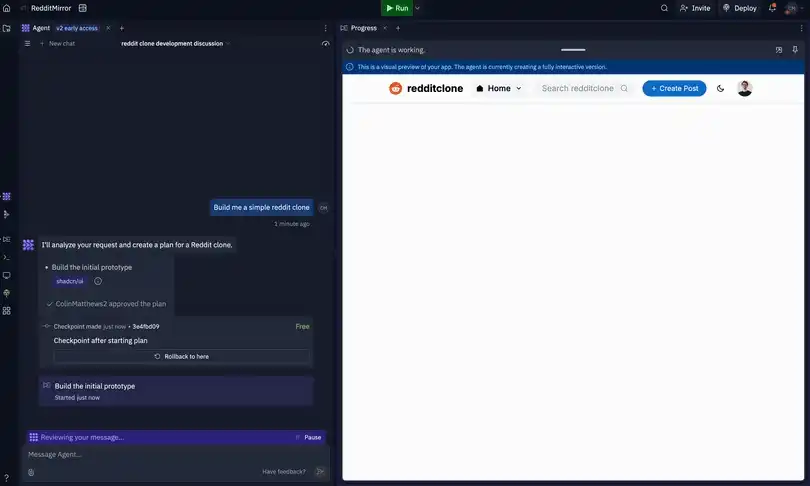 RedditMirror
Run
Invite
Deploy
CM
Agent
v2 early access
New chat
reddit clone development discussion
Build me a simple reddit clone
CM
1 minute ago
I'll analyze your request and create a plan for a Reddit clone.
Build the initial prototype
shadcn/ui
ColinMatthews2 approved the plan
Checkpoint made just now • 3e4fbd09
Free
Checkpoint after starting plan
Rollback to here
Build the initial prototype
Started just now
Reviewing your message...
Pause
Message Agent...
Have feedback?
Progress
The agent is working.
This is a visual preview of your app. The agent is currently creating a fully interactive version.
redditclone
Home
Search redditclone
+ Create Post